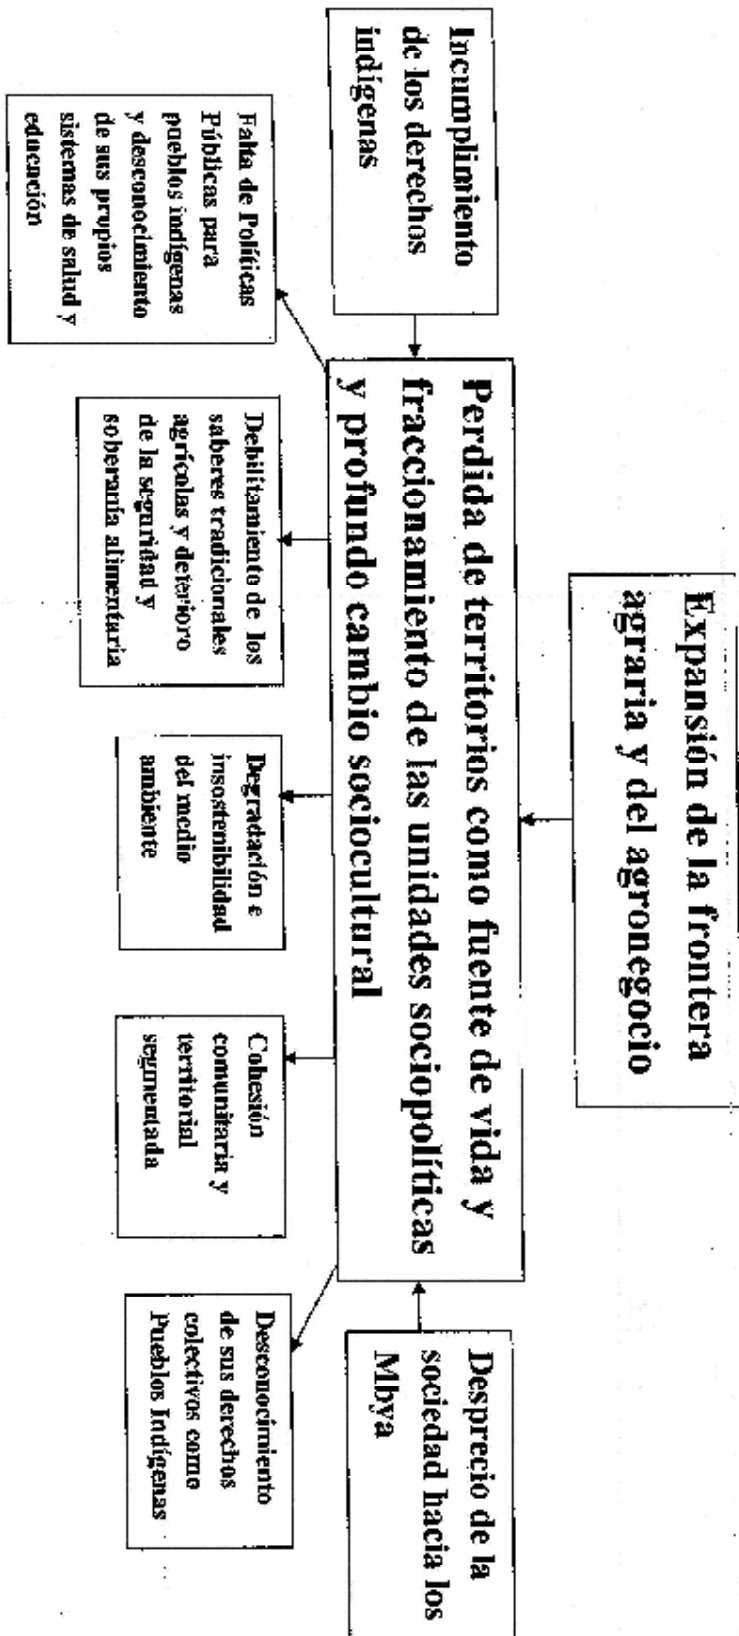 Expansión de la frontera
agraria y del agronegocio
Incumplimiento
de los derechos
indígenas
Perdida de territorios como fuente de vida y
fraccionamiento de las unidades sociopolíticas
y profundo cambio sociocultural
Desprecio de la
sociedad hacia los
Mbya
Falta de Políticas
Públicas para
pueblos indígenas
y desconocimiento
de sus propios
sistemas de salud y
educación
Debilitamiento de los
saberes tradicionales
agrícolas y deterioro
de la seguridad y
soberanía alimentaria
Degradación e
insostenibilidad
del medio
ambiente
Cohesión
comunitaria y
territorial
segmentada
Desconocimiento
de sus derechos
colectivos como
Pueblos Indígenas